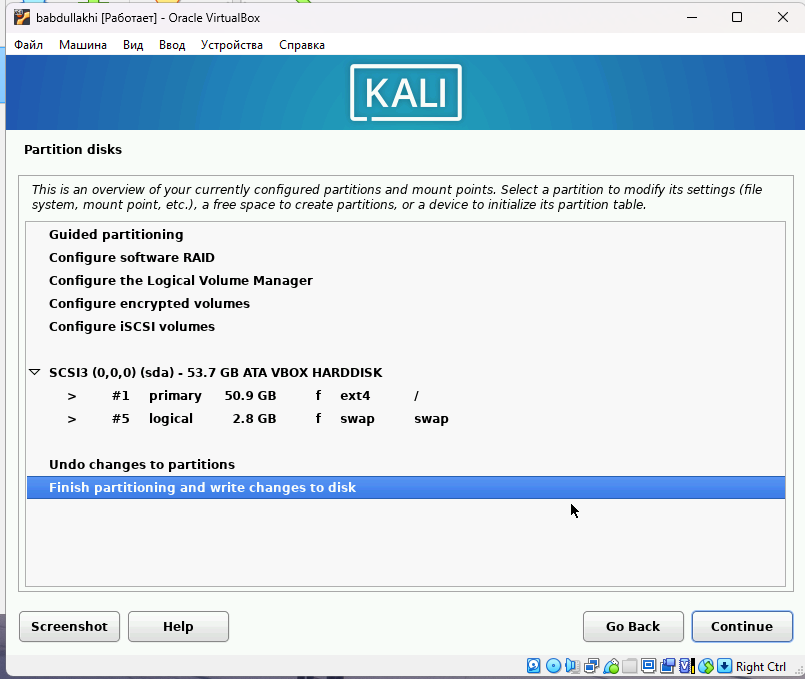 babdullakhi [Работает] - Oracle VirtualBox
Файл Машина Вид Ввод Устройства Справка
KALI
Partition disks
This is an overview of your currently configured partitions and mount points. Select a partition to modify its settings (file
system, mount point, etc.), a free space to create partitions, or a device to initialize its partition table.
Guided partitioning
Configure software RAID
Configure the Logical Volume Manager
Configure encrypted volumes
Configure iSCSI volumes
SCSI3 (0,0,0) (sda) - 53.7 GB ATA VBOX HARDDISK
> #1 primary 50.9 GB f ext4 /
> #5 logical 2.8 GB f swap swap
Undo changes to partitions
Finish partitioning and write changes to disk
Screenshot Help Go Back Continue
Right Ctrl